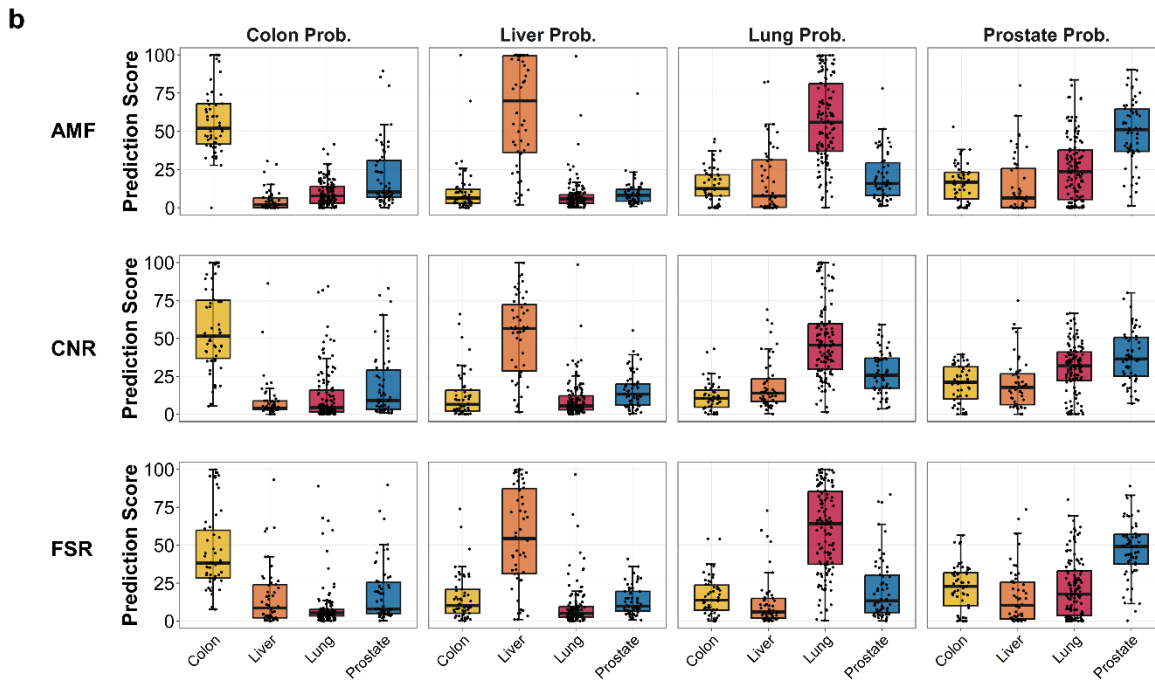 b
Colon Prob. Liver Prob. Lung Prob. Prostate Prob.
AMF
Prediction Score
100
75
50
25
0
CNR
Prediction Score
100
75
50
25
0
FSR
Prediction Score
100
75
50
25
0
Colon Liver Lung Prostate Colon Liver Lung Prostate Colon Liver Lung Prostate Colon Liver Lung Prostate